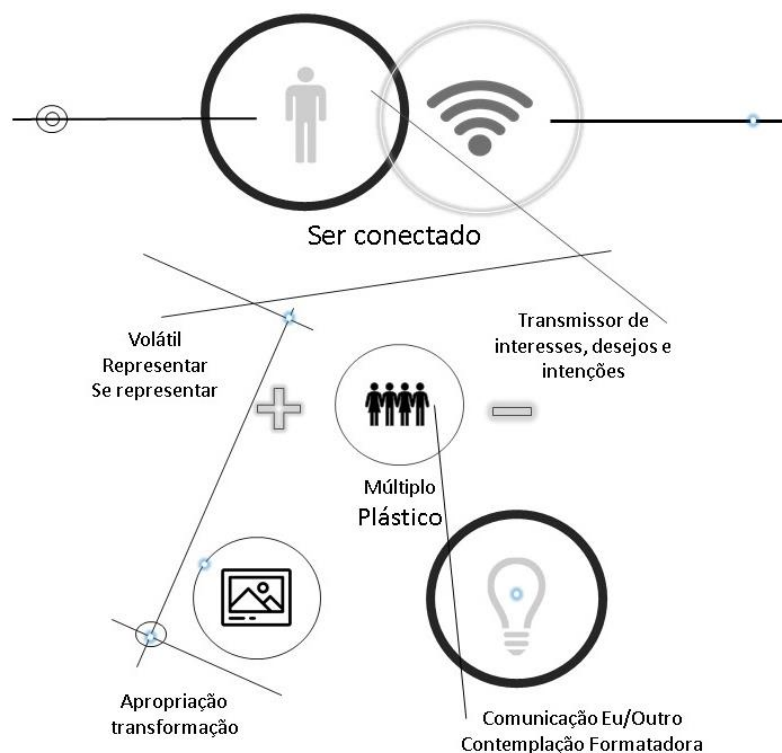 Ser conectado
Volátil
Representar
Se representar
Transmissor de
interesses, desejos e
intenções
Múltiplo
Plástico
Apropriação
transformação
Comunicação Eu/Outro
Contemplação Formatadora